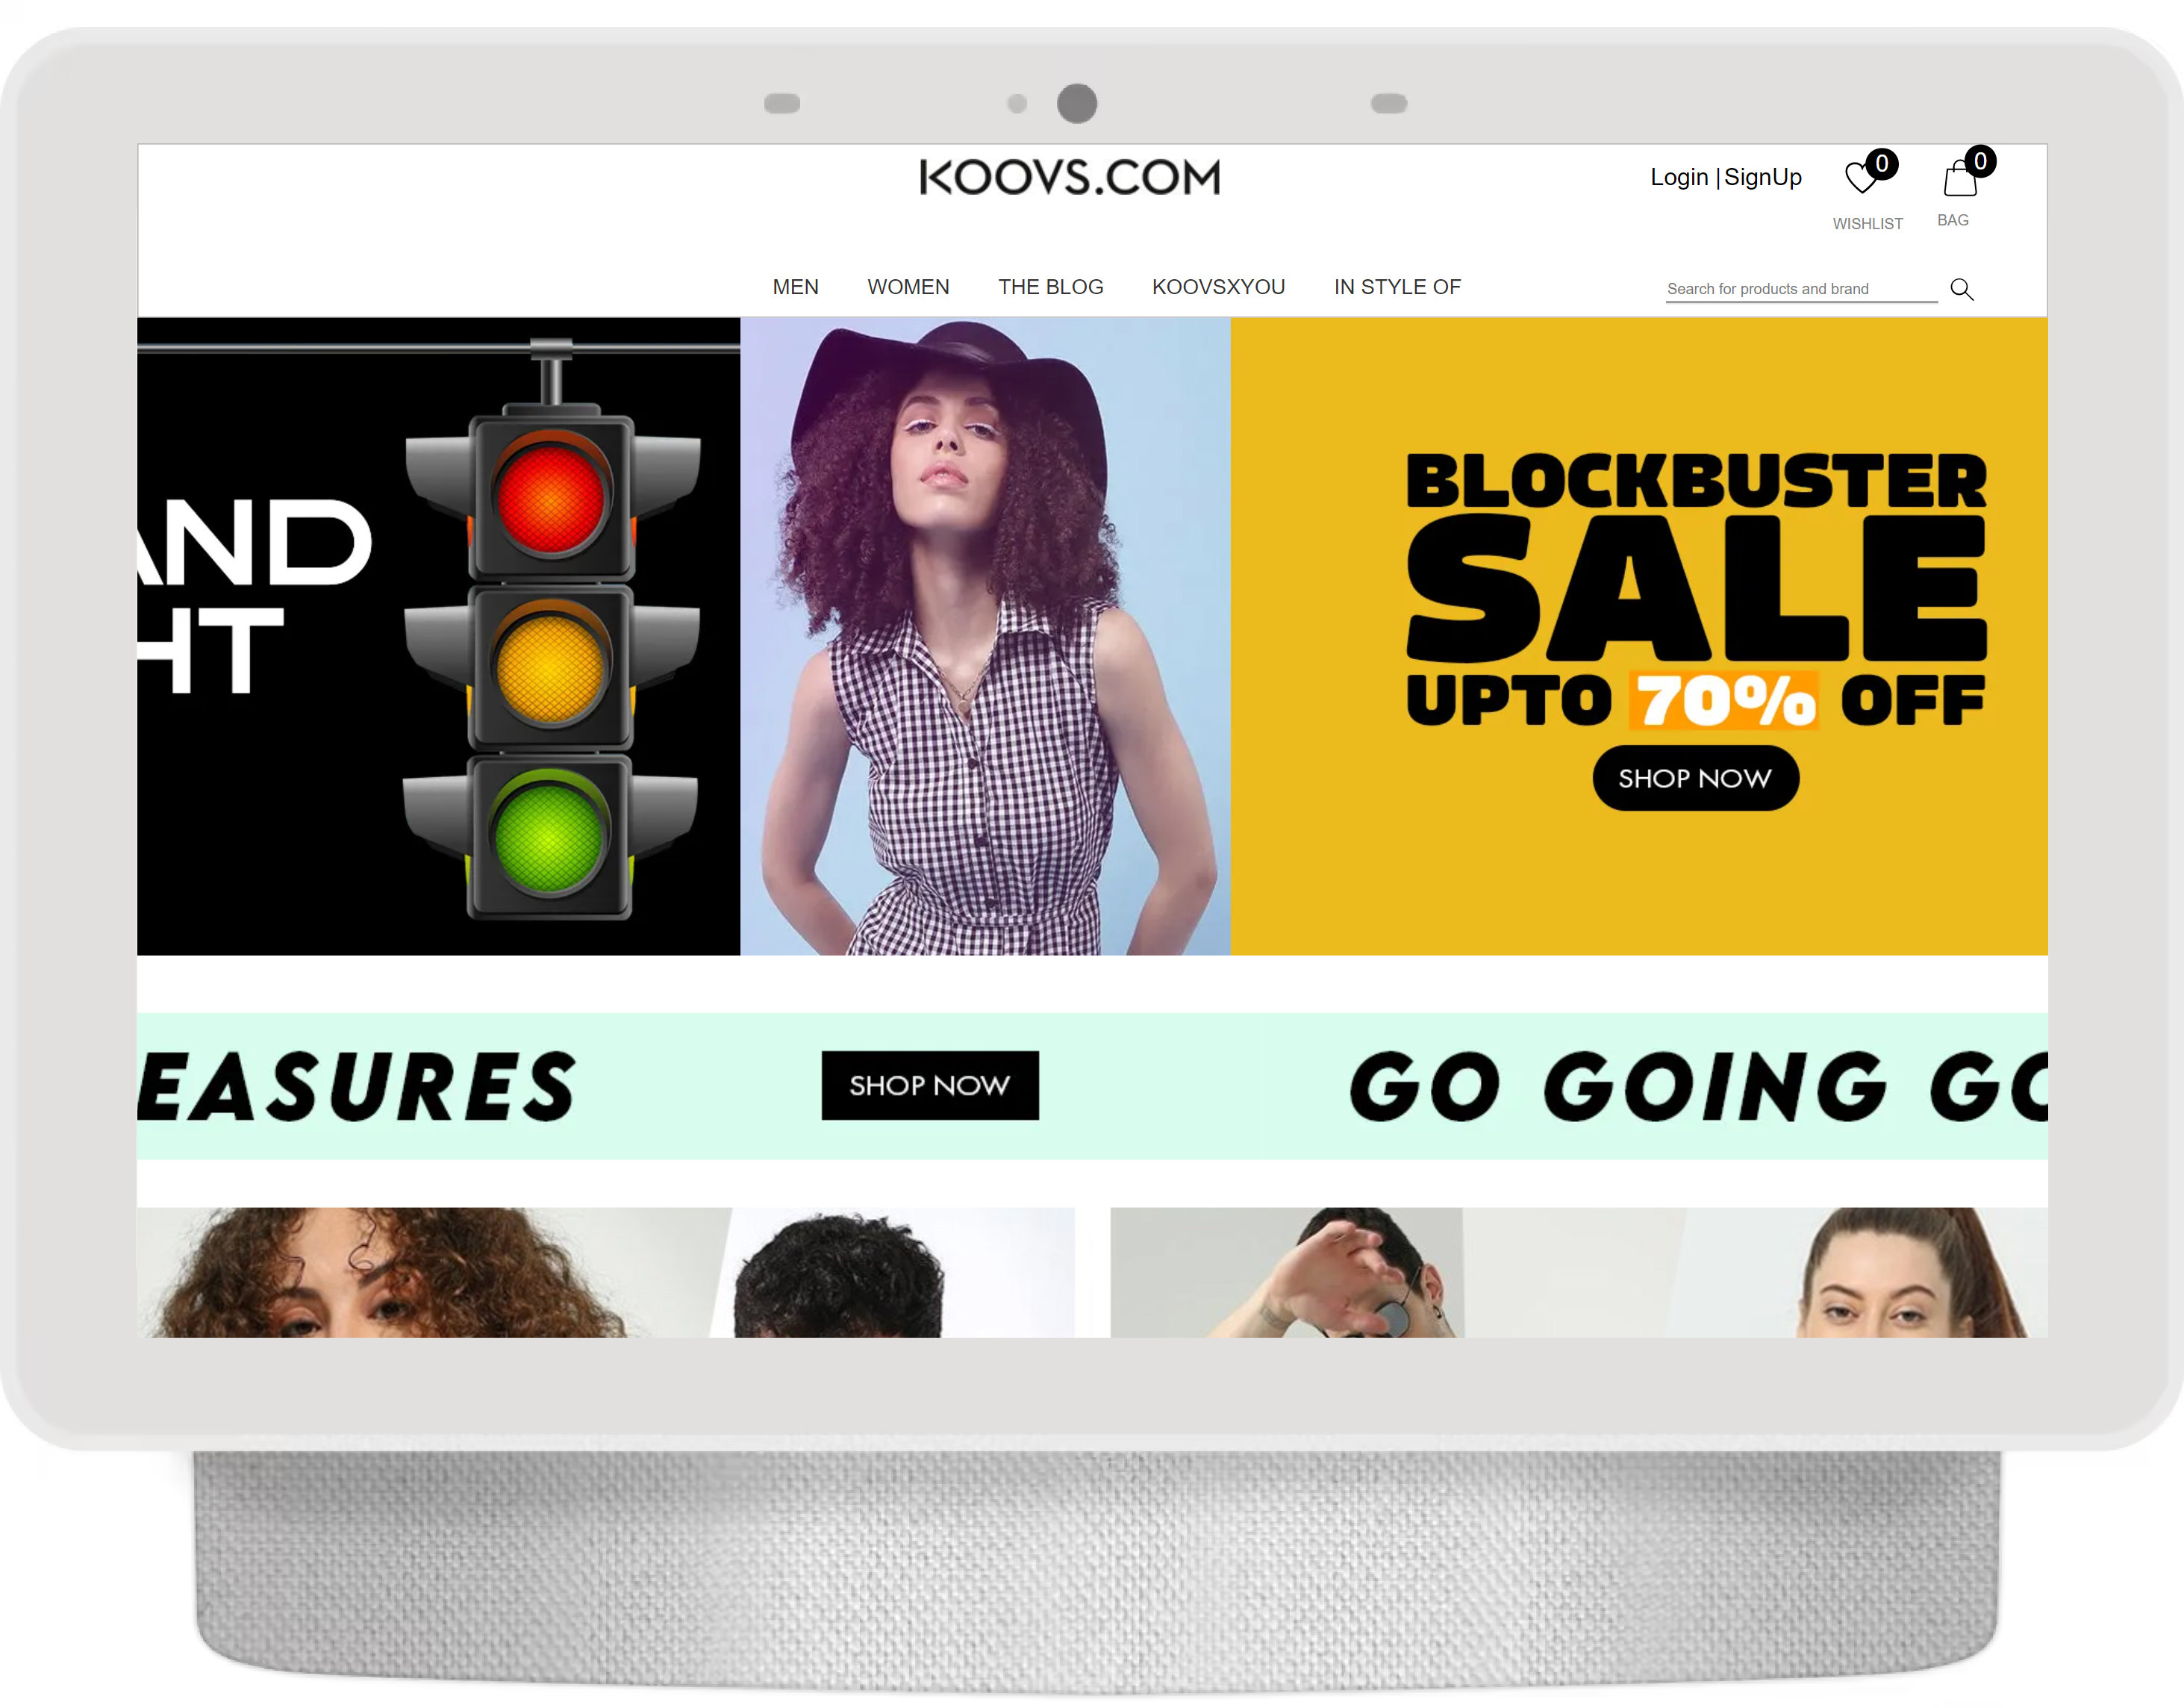 KOOVS.COM
Login | SignUp
0
0
WISHLIST
BAG
MEN WOMEN THE BLOG KOOVSXYOU IN STYLE OF
Search for products and brand
AND
HT
BLOCKBUSTER
SALE
UPTO 70% OFF
SHOP NOW
EASURES SHOP NOW GO GOING GO